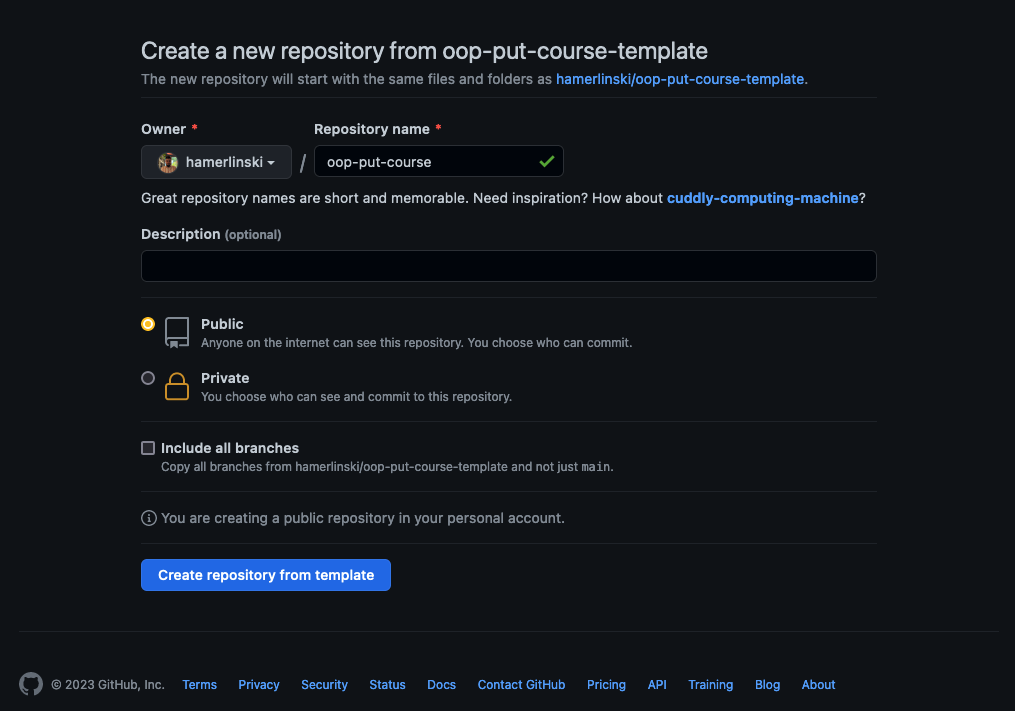 Create a new repository from oop-put-course-template
The new repository will start with the same files and folders as hamerlinski/oop-put-course-template.
Owner * Repository name *
hamerlinski / oop-put-course
Great repository names are short and memorable. Need inspiration? How about cuddly-computing-machine?
Description (optional)
Public
Anyone on the internet can see this repository. You choose who can commit.
Private
You choose who can see and commit to this repository.
Include all branches
Copy all branches from hamerlinski/oop-put-course-template and not just main.
You are creating a public repository in your personal account.
Create repository from template
© 2023 GitHub, Inc. Terms Privacy Security Status Docs Contact GitHub Pricing API Training Blog About